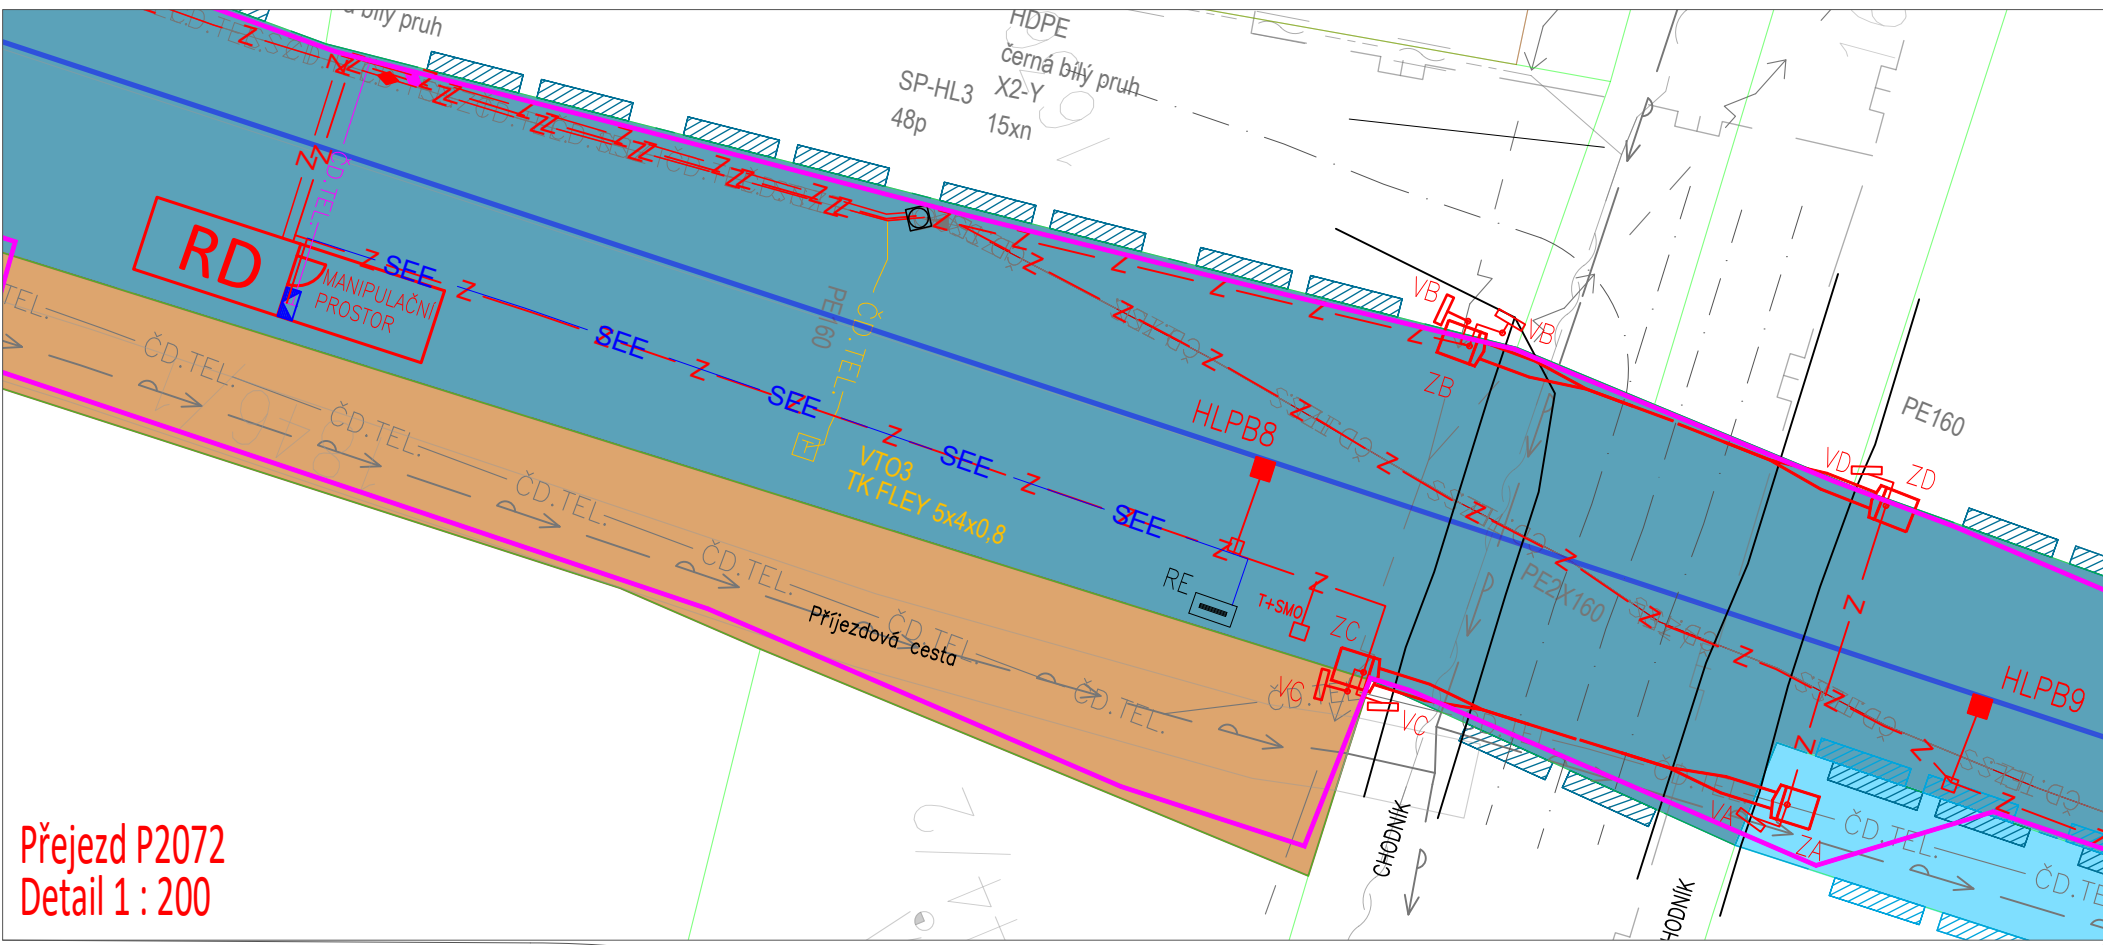 bílý pruh
HDPE
černá bílý pruh
SP-HL3 X2-Y
48p 15xn
ČD.TEL.
RD
MANIPULAČNÍ
PROSTOR
SEE
SEE
SEE
SEE
SEE
PE160
ČD.TEL.
VTO3
TK FLEY 5x4x0,8
HLPB8
VB
VB
ZB
PE160
VD
ZD
PE2X160
RE
T+SMO
ZC
VC
VC
HLPB9
VA
ZA
ČD.TEL.
ČD.TEL.
ČD.TEL.
ČD.TEL.
ČD.TEL.
ČD.TEL.
ČD.TEL.
Příjezdová cesta
CHODNÍK
HODNÍK
Přejezd P2072
Detail 1 : 200